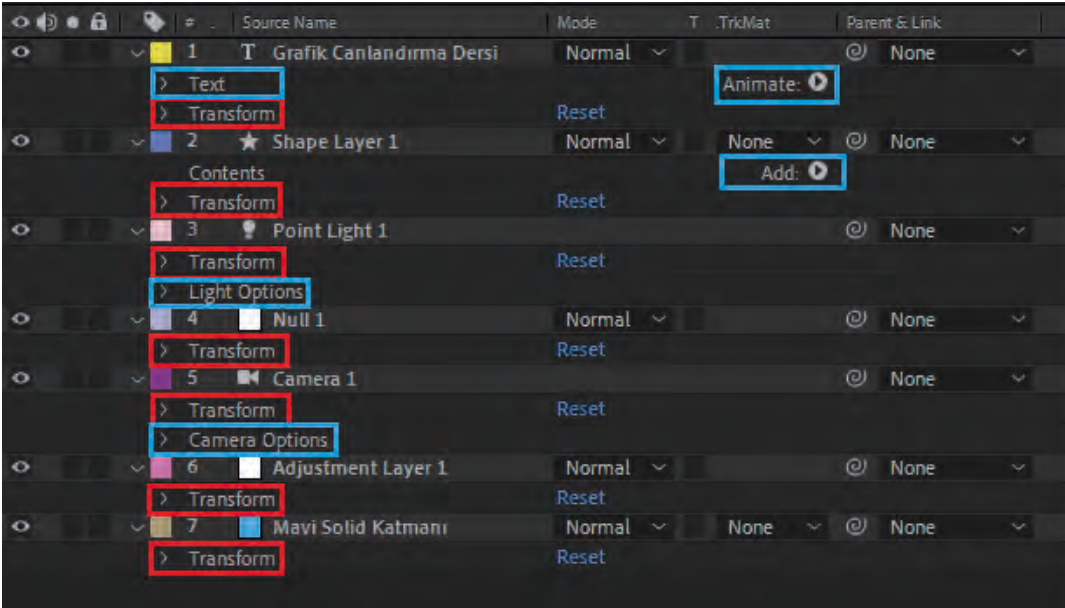 # . Source Name Mode T .TrkMat Parent & Link
1 T Grafik Canlandırma Dersi Normal None
Text Animate:
Transform Reset
2 Shape Layer 1 Normal None None
Contents Add:
Transform Reset
3 Point Light 1 None
Transform Reset
Light Options
4 Null 1 Normal None
Transform Reset
5 Camera 1 None
Transform Reset
Camera Options
6 Adjustment Layer 1 Normal None
Transform Reset
7 Mavi Solid Katmanı Normal None None
Transform Reset